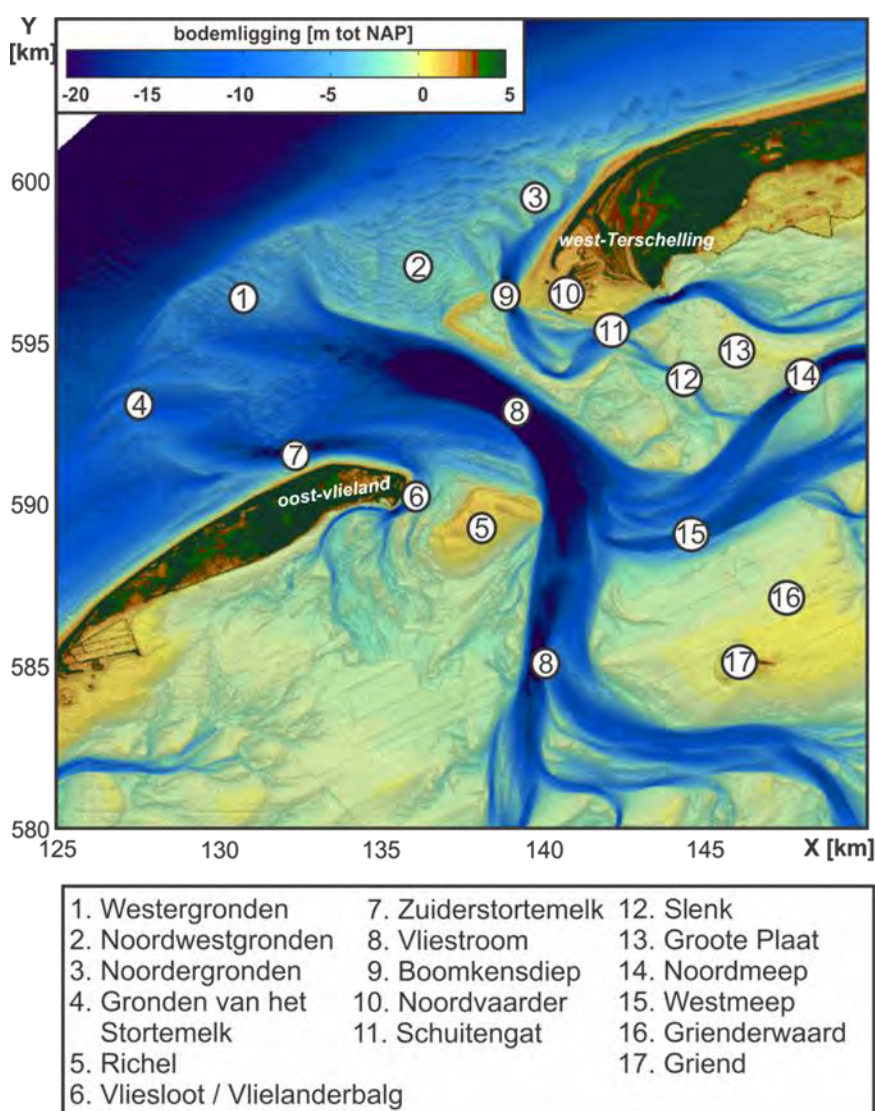 Y
[km]
bodemligging [m tot NAP]
-20 -15 -10 -5 0 5
600
595
590
585
580
3
west-Terschelling
2
1 9 10
11
13
12 14
4 8
7
oost-vlieland 6
5 15
16
8 17
125 130 135 140 145 X [km]
1. Westergronden
2. Noordwestgronden
3. Noordergronden
4. Gronden van het
Stortemelk
5. Richel
6. Vliesloot / Vlielanderbalg
7. Zuiderstortemelk
8. Vliestroom
9. Boomkensdiep
10. Noordvaarder
11. Schuitengat
12. Slenk
13. Groote Plaat
14. Noordmeep
15. Westmeep
16. Grienderwaard
17. Griend